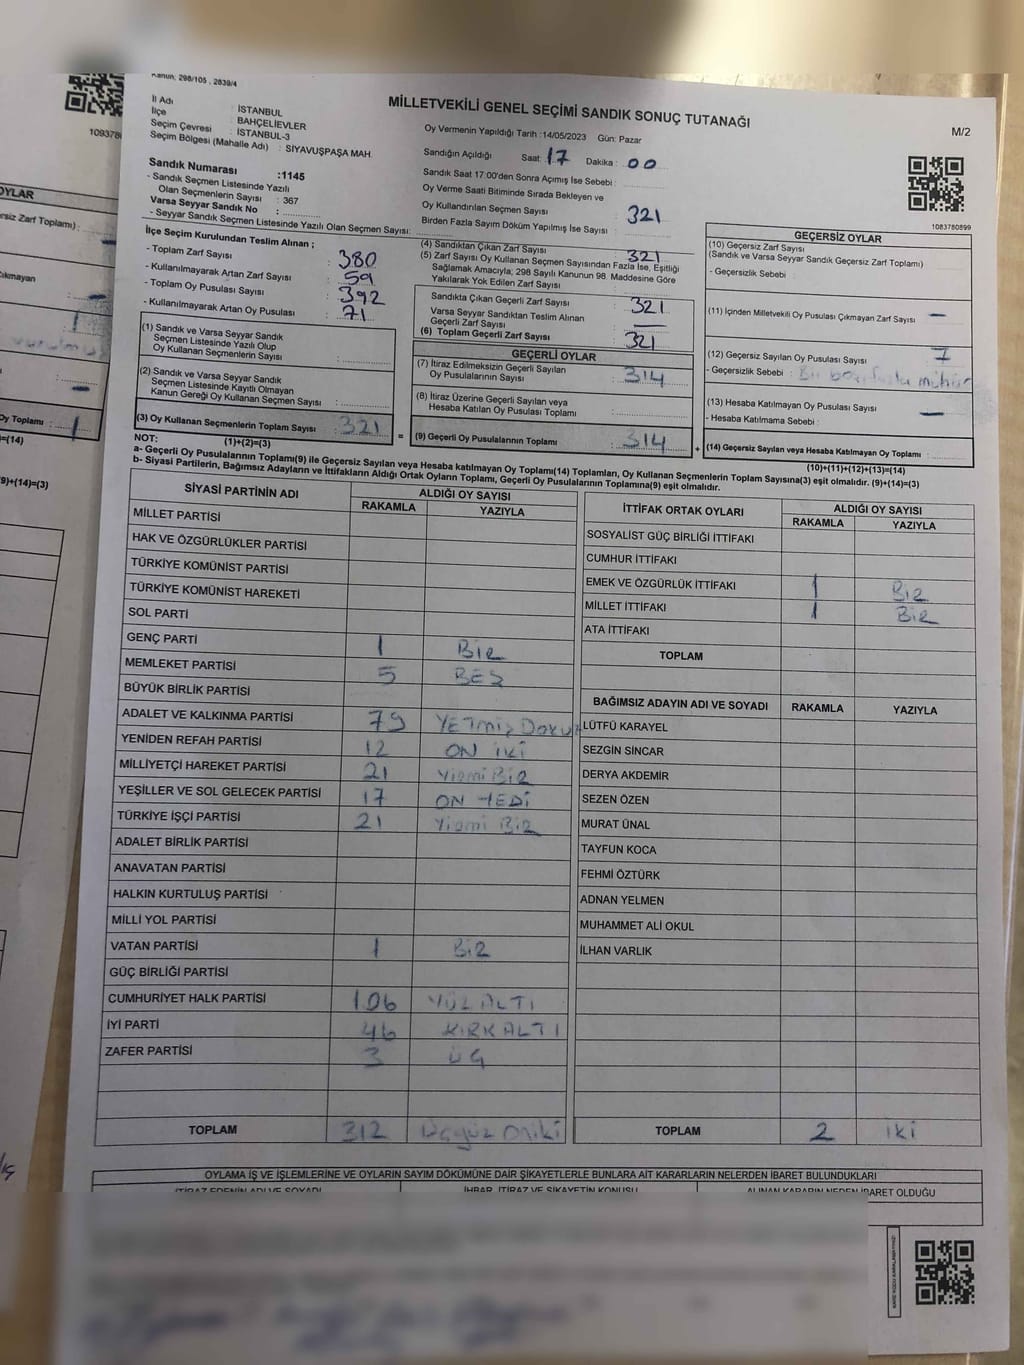 Kanun; 298/105 , 2839/4
MİLLETVEKİLİ GENEL SEÇİMİ SANDIK SONUÇ TUTANAĞI
M/2
İl Adı : İSTANBUL
İlçe : BAHÇELİEVLER
Seçim Çevresi : İSTANBUL-3
Seçim Bölgesi (Mahalle Adı) : SİYAVUŞPAŞA MAH.
Sandık Numarası :1145
- Sandık Seçmen Listesinde Yazılı
Olan Seçmenlerin Sayısı : 367
Varsa Seyyar Sandık No :
- Seyyar Sandık Seçmen Listesinde Yazılı Olan Seçmen Sayısı:
Oy Vermenin Yapıldığı Tarih :14/05/2023 Gün: Pazar
Sandığın Açıldığı Saat: 17 Dakika : 00
Sandık Saat 17:00'den Sonra Açımış İse Sebebi :
Oy Verme Saati Bitiminde Sırada Bekleyen ve
Oy Kullandırılan Seçmen Sayısı 321
Birden Fazla Sayım Döküm Yapılmış İse Sayısı :
1083780899
İlçe Seçim Kurulundan Teslim Alınan ;
- Toplam Zarf Sayısı : 380
- Kullanılmayarak Artan Zarf Sayısı : 59
- Toplam Oy Pusulası Sayısı : 392
- Kullanılmayarak Artan Oy Pusulası : 71
(1) Sandık ve Varsa Seyyar Sandık
Seçmen Listesinde Yazılı Olup
Oy Kullanan Seçmenlerin Sayısı :
(2) Sandık ve Varsa Seyyar Sandık
Seçmen Listesinde Kayıtlı Olmayan
Kanun Gereği Oy Kullanan Seçmen Sayısı :
(3) Oy Kullanan Seçmenlerin Toplam Sayısı : 321
(1)+(2)=(3)
(4) Sandıktan Çıkan Zarf Sayısı : 321
(5) Zarf Sayısı Oy Kullanan Seçmen Sayısından Fazla İse, Eşitliği
Sağlamak Amacıyla; 298 Sayılı Kanunun 98. Maddesine Göre
Yakılarak Yok Edilen Zarf Sayısı :
Sandıkta Çıkan Geçerli Zarf Sayısı : 321
Varsa Seyyar Sandıktan Teslim Alınan
Geçerli Zarf Sayısı : —
(6) Toplam Geçerli Zarf Sayısı : 321
GEÇERLİ OYLAR
(7) İtiraz Edilmeksizin Geçerli Sayılan
Oy Pusulalarının Sayısı : 314
(8) İtiraz Üzerine Geçerli Sayılan veya
Hesaba Katılan Oy Pusulası Toplamı :
= (9) Geçerli Oy Pusulalarının Toplamı : 314 +
GEÇERSİZ OYLAR
(10) Geçersiz Zarf Sayısı
(Sandık ve Varsa Seyyar Sandık Geçersiz Zarf Toplamı)
- Geçersizlik Sebebi :
(11) İçinden Milletvekili Oy Pusulası Çıkmayan Zarf Sayısı : —
(12) Geçersiz Sayılan Oy Pusulası Sayısı : 7
- Geçersizlik Sebebi : Bir
(13) Hesaba Katılmayan Oy Pusulası Sayısı : —
- Hesaba Katılmama Sebebi :
(14) Geçersiz Sayılan veya Hesaba Katılmayan Oy Toplamı :
(10)+(11)+(12)+(13)=(14)
NOT:
a- Geçerli Oy Pusulalarının Toplamı(9) ile Geçersiz Sayılan veya Hesaba katılmayan Oy Toplamı(14) Toplamları, Oy Kullanan Seçmenlerin Toplam Sayısına(3) eşit olmalıdır. (9)+(14)=(3)
b- Siyasi Partilerin, Bağımsız Adayların ve İttifakların Aldığı Ortak Oyların Toplamı, Geçerli Oy Pusulalarının Toplamına(9) eşit olmalıdır.
SİYASİ PARTİNİN ADI ALDIĞI OY SAYISI
RAKAMLA YAZIYLA
MİLLET PARTİSİ
HAK VE ÖZGÜRLÜKLER PARTİSİ
TÜRKİYE KOMÜNİST PARTİSİ
TÜRKİYE KOMÜNİST HAREKETİ
SOL PARTİ
GENÇ PARTİ 1 BİR
MEMLEKET PARTİSİ 5 BEŞ
BÜYÜK BİRLİK PARTİSİ
ADALET VE KALKINMA PARTİSİ 79 YETmiş Dokuz
YENİDEN REFAH PARTİSİ 12 ON İKİ
MİLLİYETÇİ HAREKET PARTİSİ 21 Yirmi Bir
YEŞİLLER VE SOL GELECEK PARTİSİ 17 ON YEDİ
TÜRKİYE İŞÇİ PARTİSİ 21 Yirmi Bir
ADALET BİRLİK PARTİSİ
ANAVATAN PARTİSİ
HALKIN KURTULUŞ PARTİSİ
MİLLİ YOL PARTİSİ
VATAN PARTİSİ 1 BİR
GÜÇ BİRLİĞİ PARTİSİ
CUMHURİYET HALK PARTİSİ 106 YÜZ ALTI
İYİ PARTİ 46 KIRK ALTI
ZAFER PARTİSİ 3 ÜÇ
TOPLAM 312 Üçyüz Oniki
İTTİFAK ORTAK OYLARI ALDIĞI OY SAYISI
RAKAMLA YAZIYLA
SOSYALİST GÜÇ BİRLİĞİ İTTİFAKI
CUMHUR İTTİFAKI
EMEK VE ÖZGÜRLÜK İTTİFAKI 1 BİR
MİLLET İTTİFAKI 1 BİR
ATA İTTİFAKI
TOPLAM
BAĞIMSIZ ADAYIN ADI VE SOYADI RAKAMLA YAZIYLA
LÜTFÜ KARAYEL
SEZGİN SİNCAR
DERYA AKDEMİR
SEZEN ÖZEN
MURAT ÜNAL
TAYFUN KOCA
FEHMİ ÖZTÜRK
ADNAN YELMEN
MUHAMMET ALİ OKUL
İLHAN VARLIK
TOPLAM 2 iki
OYLAMA İŞ VE İŞLEMLERİNE VE OYLARIN SAYIM DÖKÜMÜNE DAİR ŞİKAYETLERLE BUNLARA AİT KARARLARIN NELERDEN İBARET BULUNDUKLARI
İTİRAZ EDENİN ADI VE SOYADI İHBAR, İTİRAZ VE ŞİKAYETİN KONUSU ALINAN KARARIN NEDEN İBARET OLDUĞU